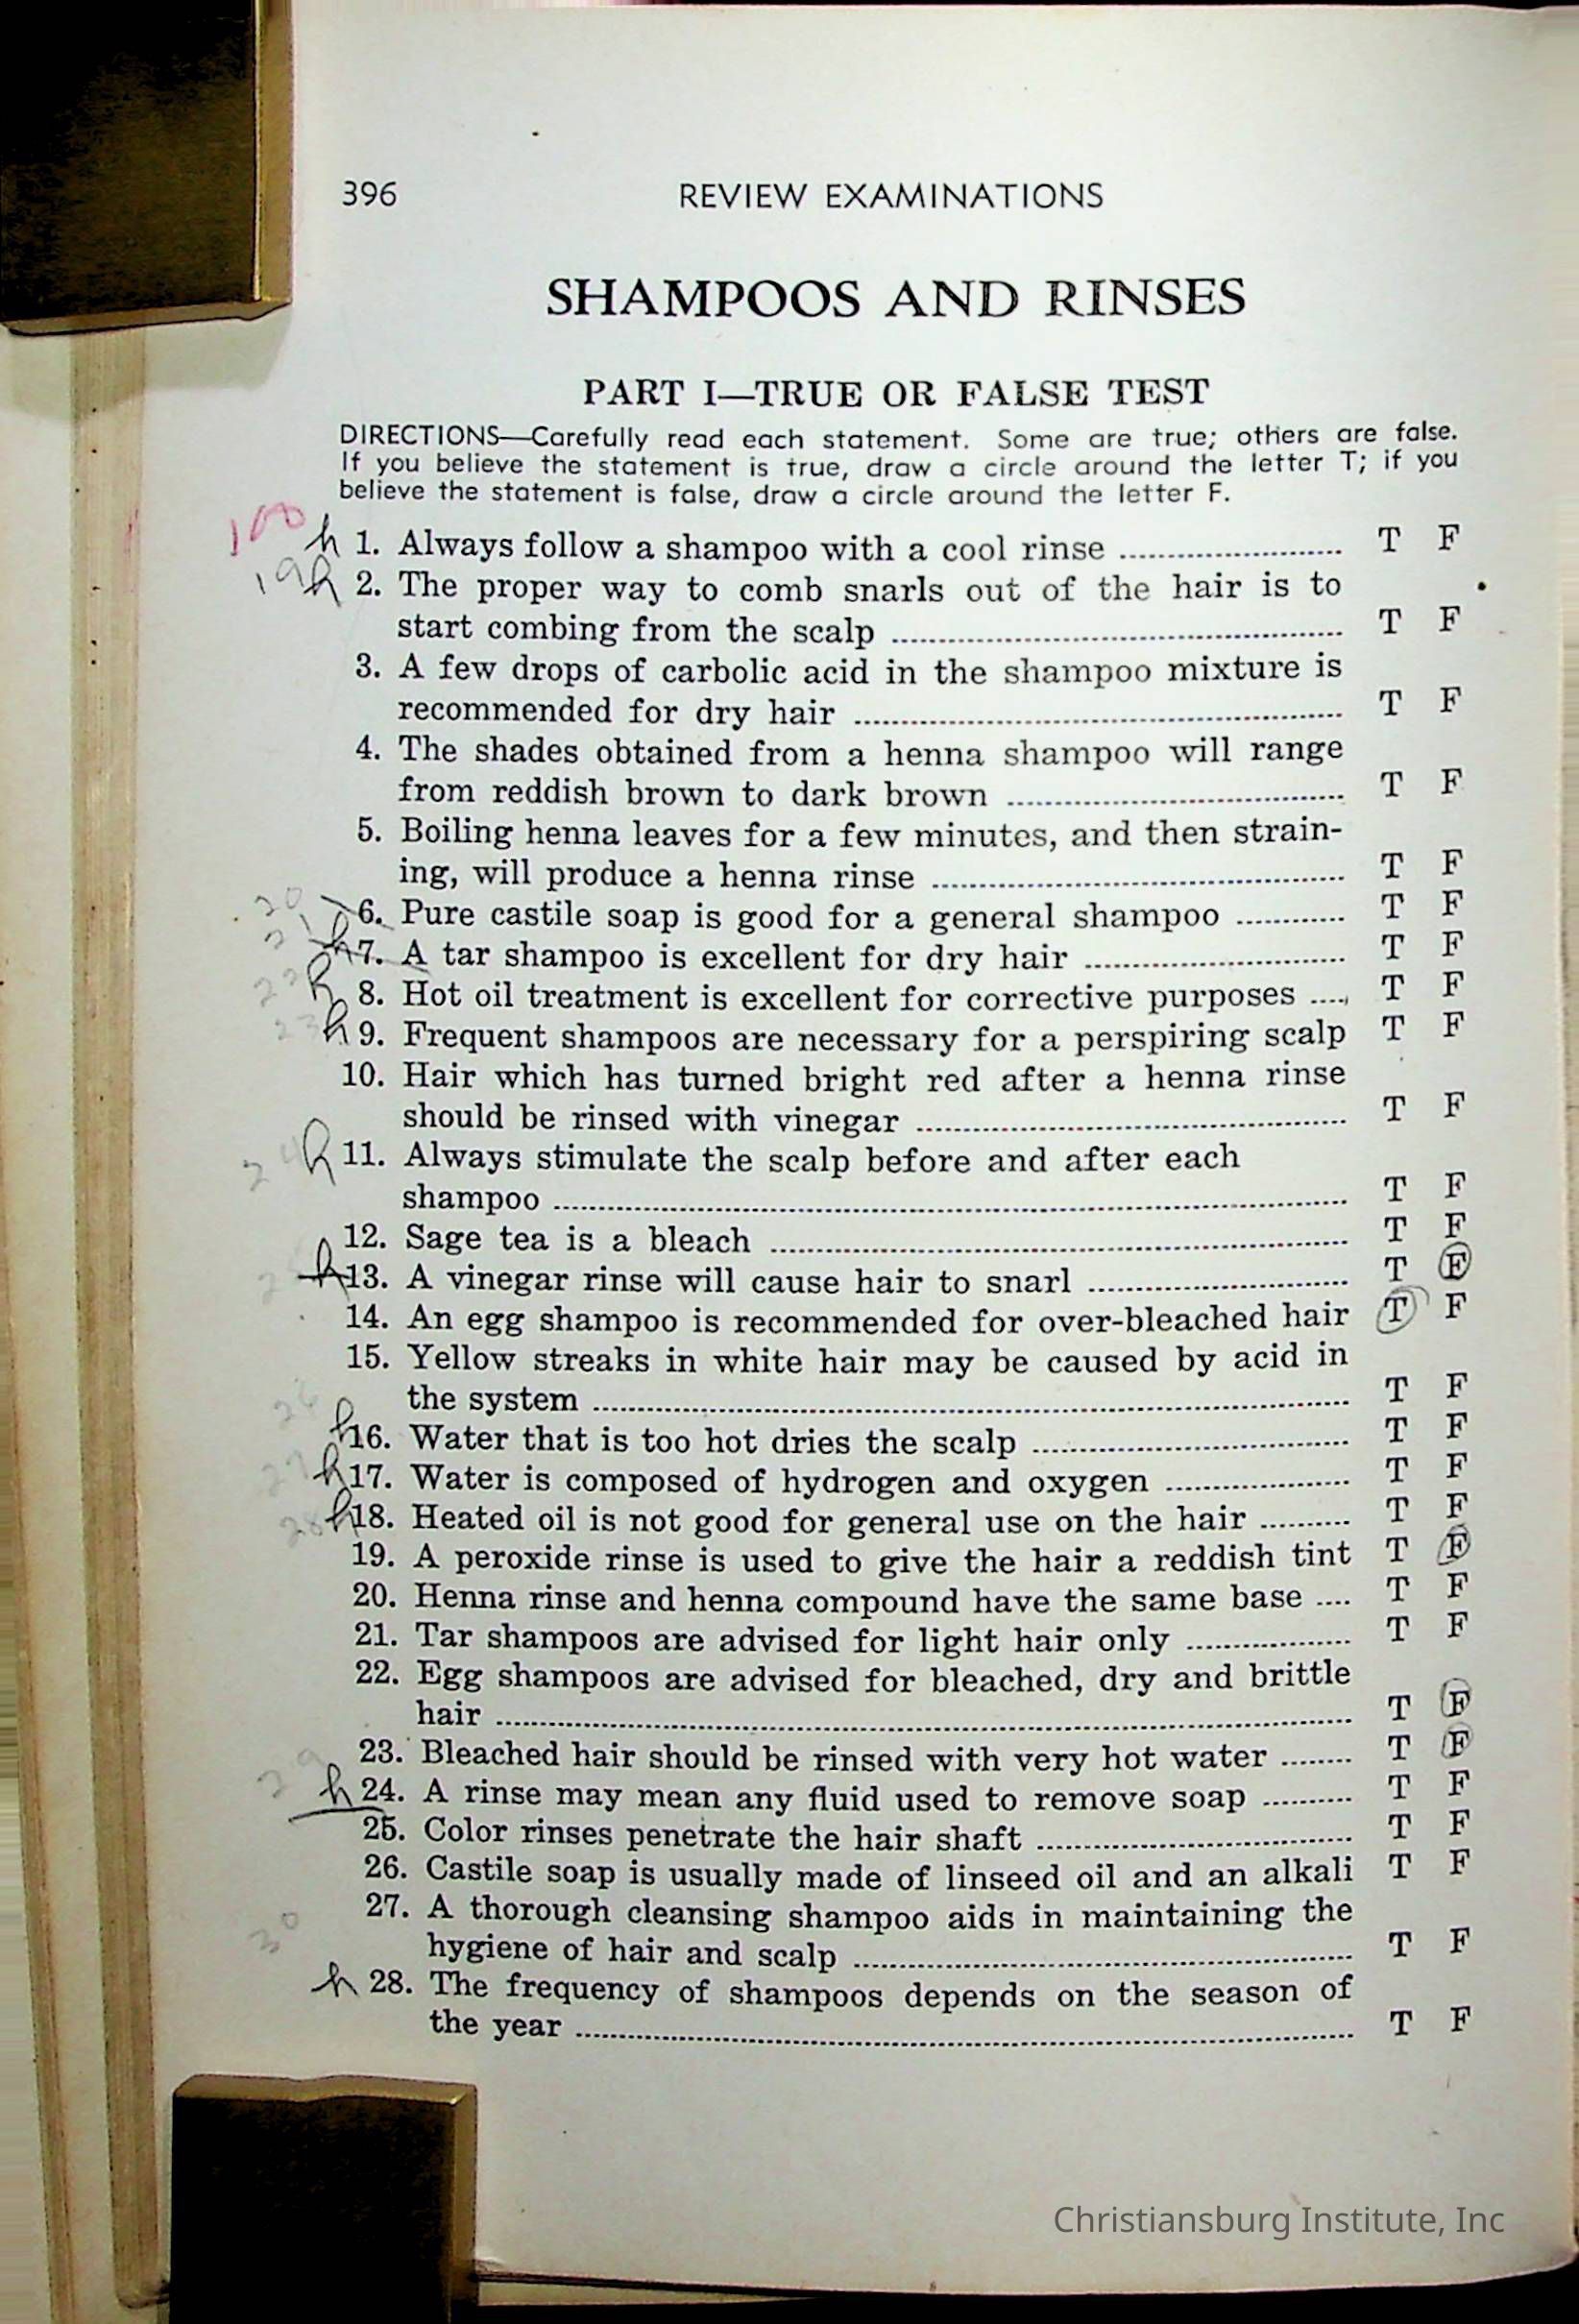 396 REVIEW EXAMINATIONS
SHAMPOOS AND RINSES
PART I—TRUE OR FALSE TEST
DIRECTIONS—Carefully read each statement. Some are true; others are false.
If you believe the statement is true, draw a circle around the letter T; if you
believe the statement is false, draw a circle around the letter F.
100
h 1. Always follow a shampoo with a cool rinse ........................ T F
19 h 2. The proper way to comb snarls out of the hair is to
start combing from the scalp ........................ T F
3. A few drops of carbolic acid in the shampoo mixture is
recommended for dry hair ........................ T F
4. The shades obtained from a henna shampoo will range
from reddish brown to dark brown ........................ T F
5. Boiling henna leaves for a few minutes, and then strain-
ing, will produce a henna rinse ........................ T F
20 6. Pure castile soap is good for a general shampoo ............ T F
21 h 7. A tar shampoo is excellent for dry hair ........................ T F
22 h 8. Hot oil treatment is excellent for corrective purposes .... T F
23 h 9. Frequent shampoos are necessary for a perspiring scalp T F
10. Hair which has turned bright red after a henna rinse
should be rinsed with vinegar ........................ T F
24 h 11. Always stimulate the scalp before and after each
shampoo ........................ T F
12. Sage tea is a bleach ........................ T F
h 13. A vinegar rinse will cause hair to snarl ........................ T F
14. An egg shampoo is recommended for over-bleached hair T F
15. Yellow streaks in white hair may be caused by acid in
the system ........................ T F
26 h 16. Water that is too hot dries the scalp ........................ T F
27 h 17. Water is composed of hydrogen and oxygen .................... T F
28 h 18. Heated oil is not good for general use on the hair .......... T F
19. A peroxide rinse is used to give the hair a reddish tint T F
20. Henna rinse and henna compound have the same base .... T F
21. Tar shampoos are advised for light hair only .................. T F
22. Egg shampoos are advised for bleached, dry and brittle
hair ........................ T F
23. Bleached hair should be rinsed with very hot water ........ T F
29 h 24. A rinse may mean any fluid used to remove soap .......... T F
25. Color rinses penetrate the hair shaft ........................ T F
26. Castile soap is usually made of linseed oil and an alkali T F
27. A thorough cleansing shampoo aids in maintaining the
30 hygiene of hair and scalp ........................ T F
h 28. The frequency of shampoos depends on the season of
the year ........................ T F
Christiansburg Institute, Inc